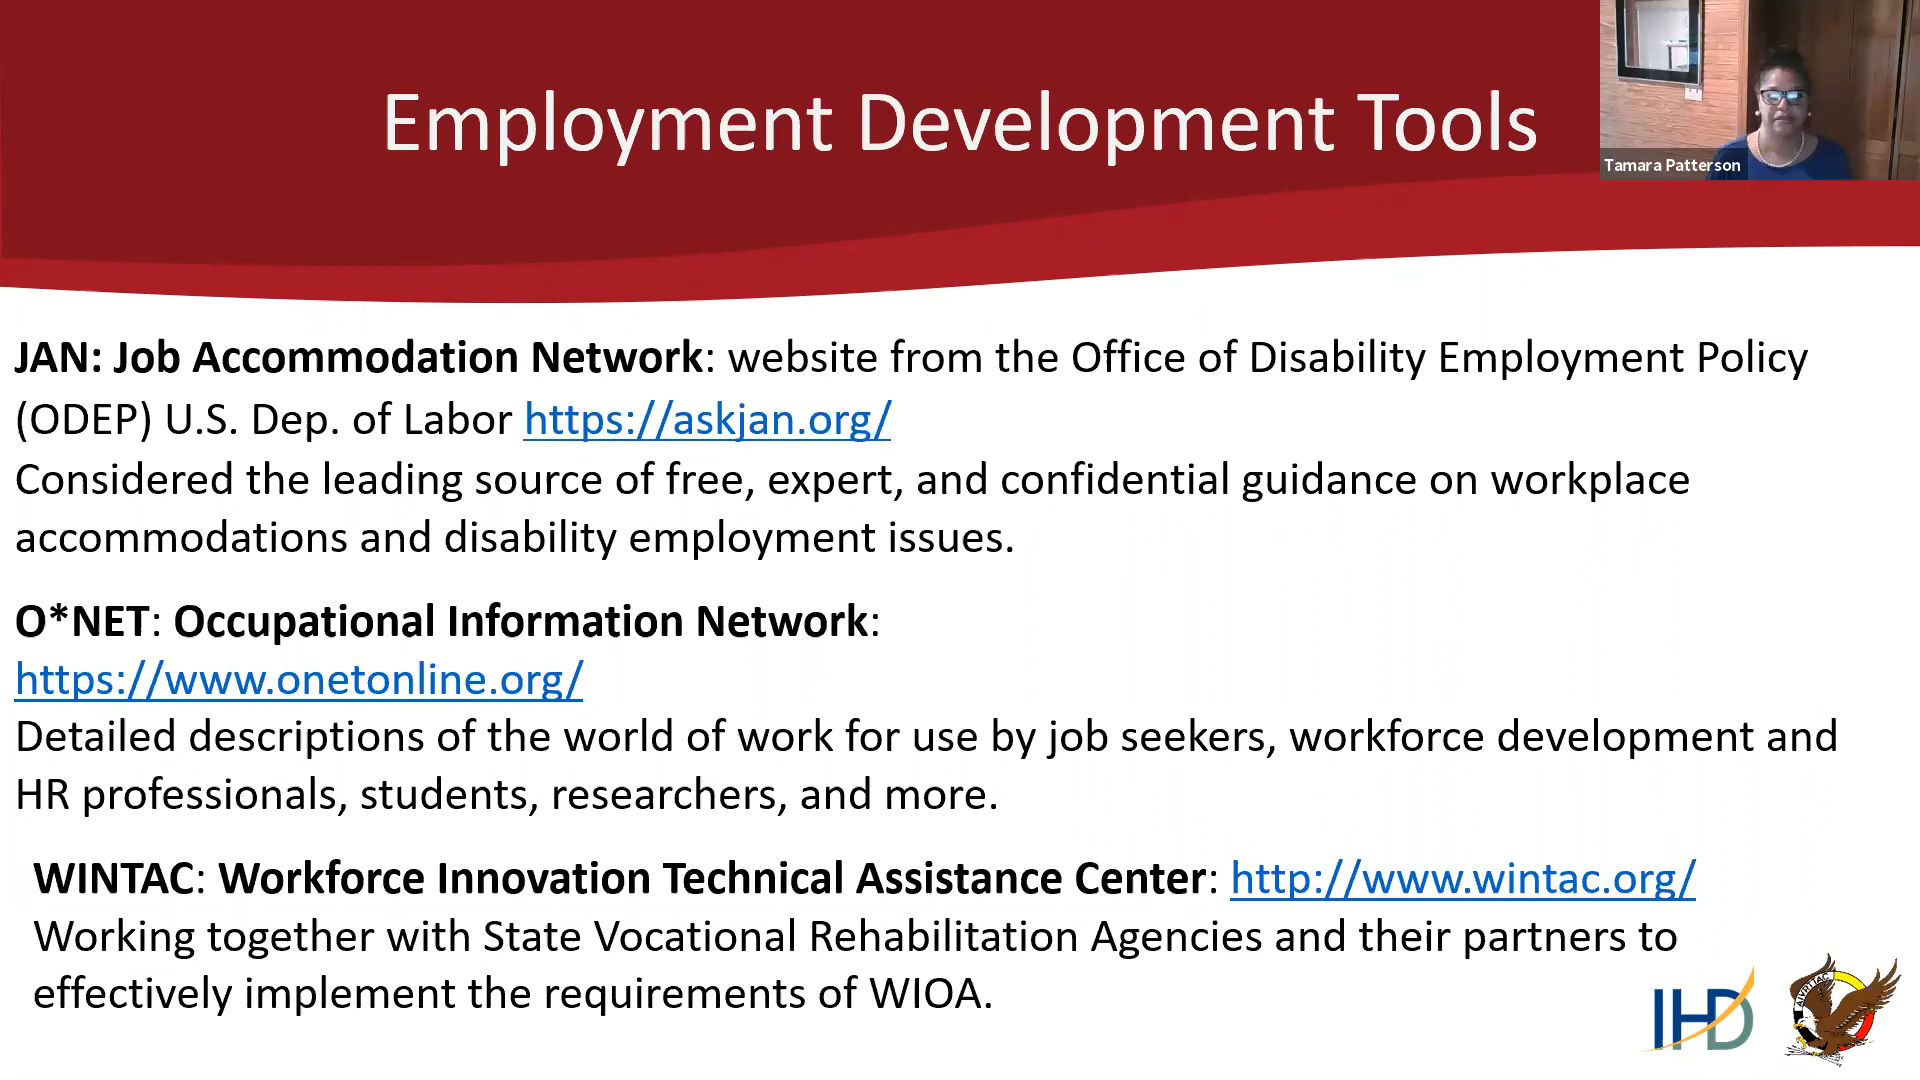 Employment Development Tools
Tamara Patterson
JAN: Job Accommodation Network: website from the Office of Disability Employment Policy
(ODEP) U.S. Dep. of Labor https://askjan.org/
Considered the leading source of free, expert, and confidential guidance on workplace
accommodations and disability employment issues.
O*NET: Occupational Information Network:
https://www.onetonline.org/
Detailed descriptions of the world of work for use by job seekers, workforce development and
HR professionals, students, researchers, and more.
WINTAC: Workforce Innovation Technical Assistance Center: http://www.wintac.org/
Working together with State Vocational Rehabilitation Agencies and their partners to
effectively implement the requirements of WIOA.
IHD
AIVRTTAC